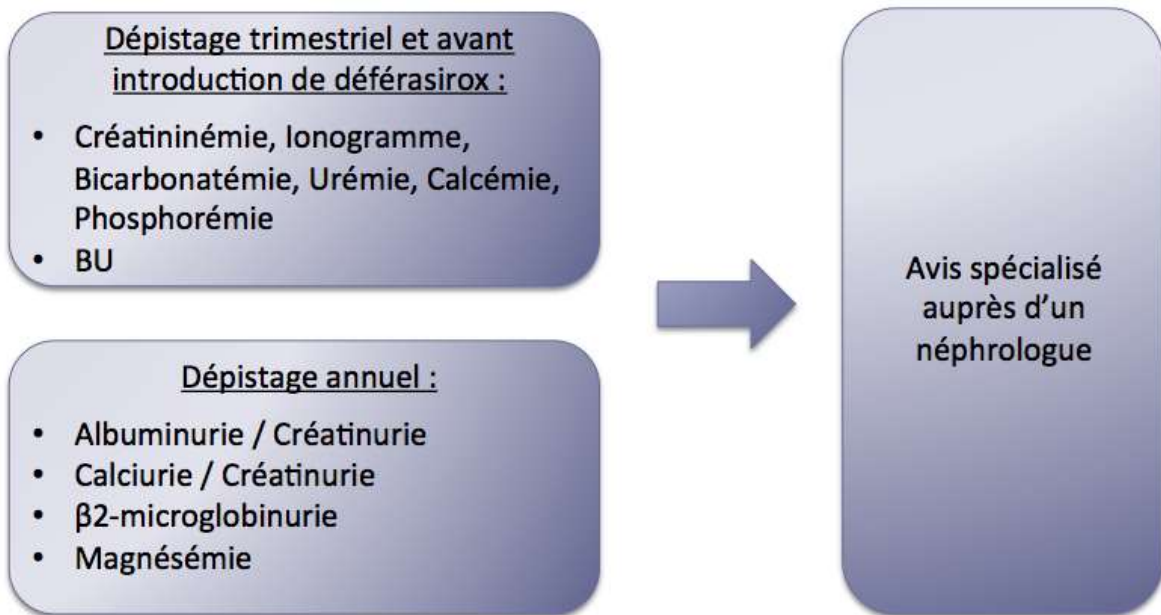 Dépistage trimestriel et avant
introduction de déférasirox :
• Créatininémie, Ionogramme,
Bicarbonatémie, Urémie, Calcémie,
Phosphorémie
• BU
Dépistage annuel :
• Albuminurie / Créatinurie
• Calciurie / Créatinurie
• β2-microglobinurie
• Magnésémie
Avis spécialisé
auprès d’un
néphrologue